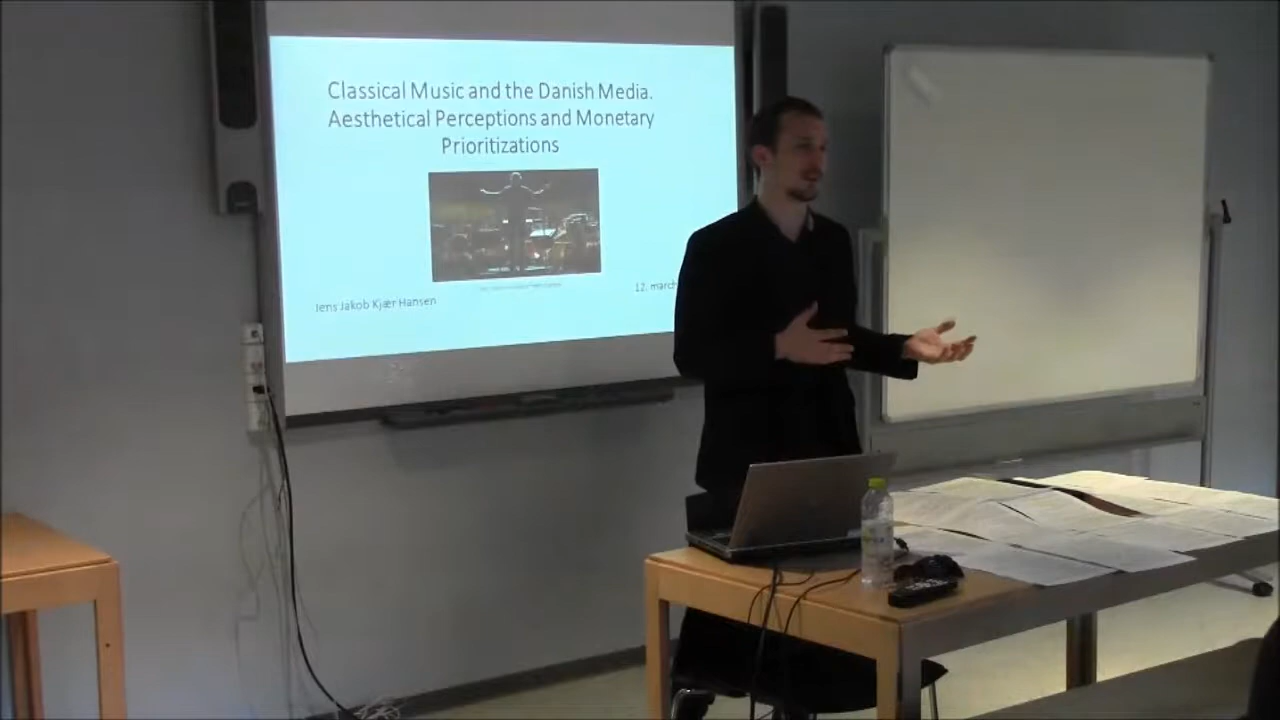 Classical Music and the Danish Media.
Aesthetical Perceptions and Monetary
Prioritizations
12. march
Jens Jakob Kjær Hansen